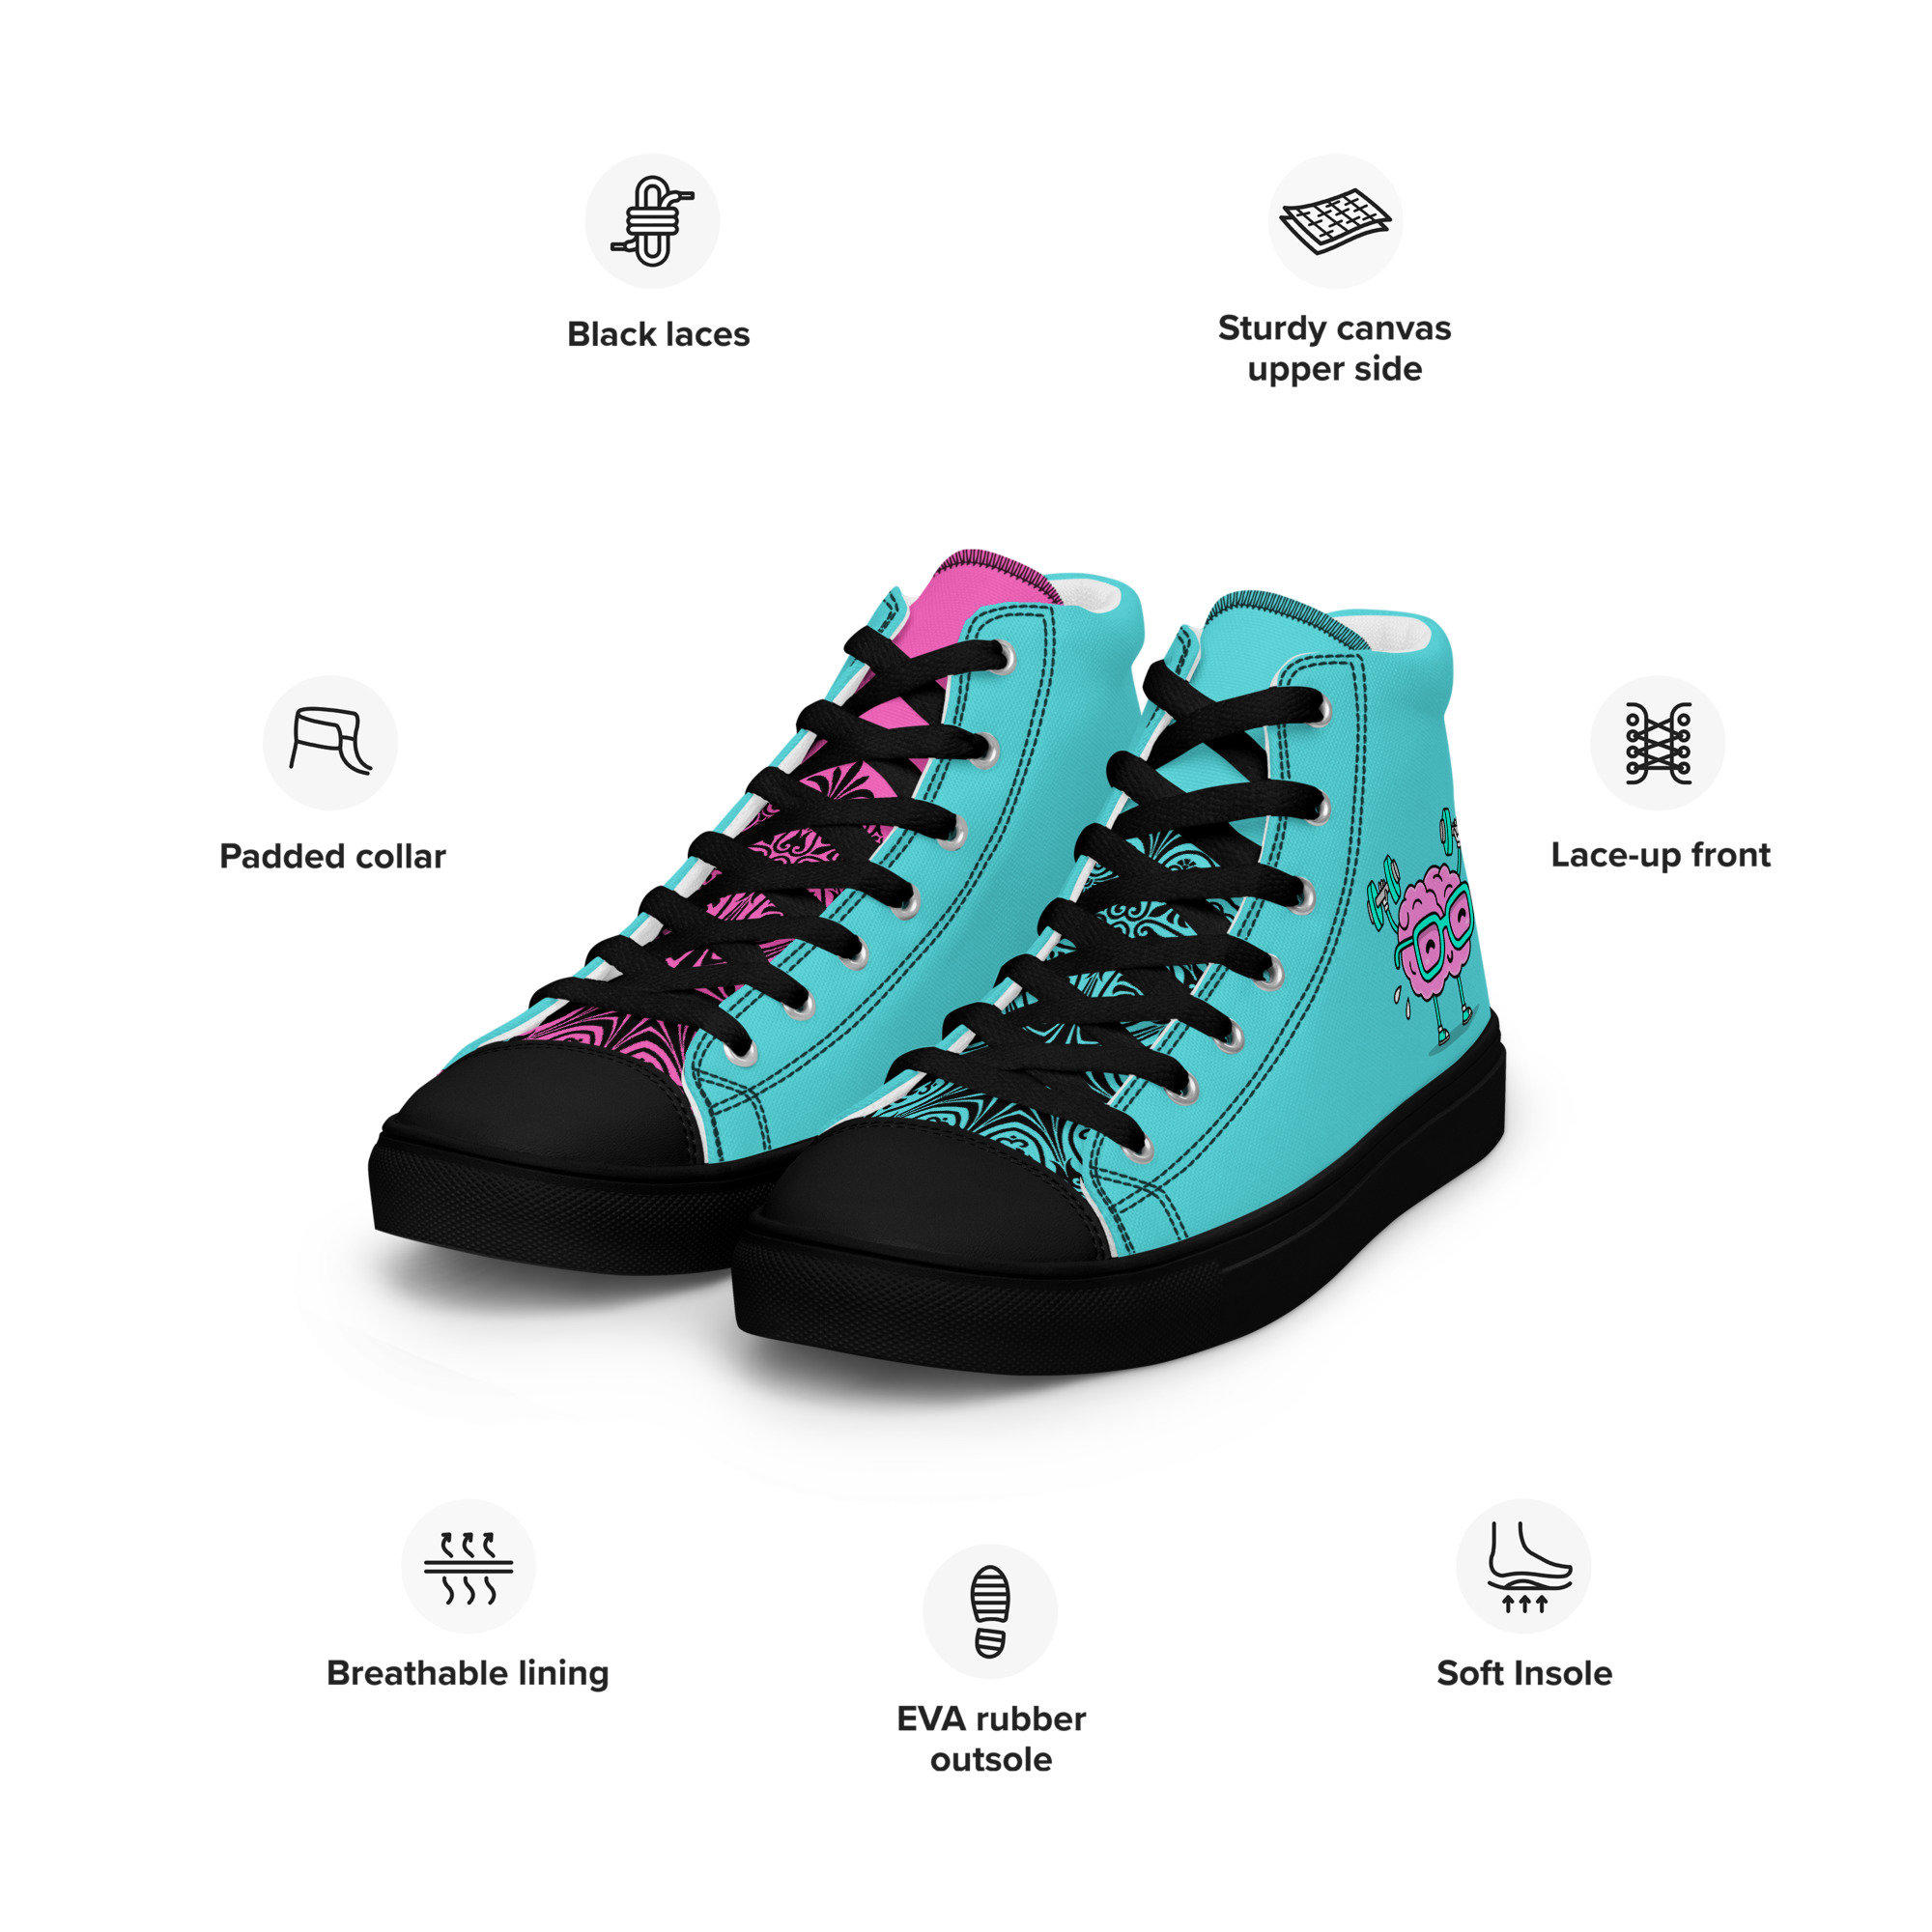 Black laces
Sturdy canvas
upper side
Padded collar
Lace-up front
Breathable lining
EVA rubber
outsole
Soft Insole